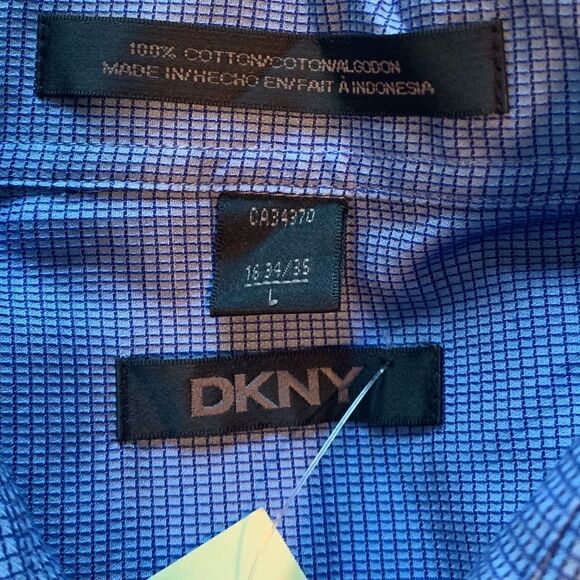 100% COTTON/COTON/ALGODON
MADE IN/HECHO EN/FAIT À INDONESIA
CA34370
16 34/35
L
DKNY